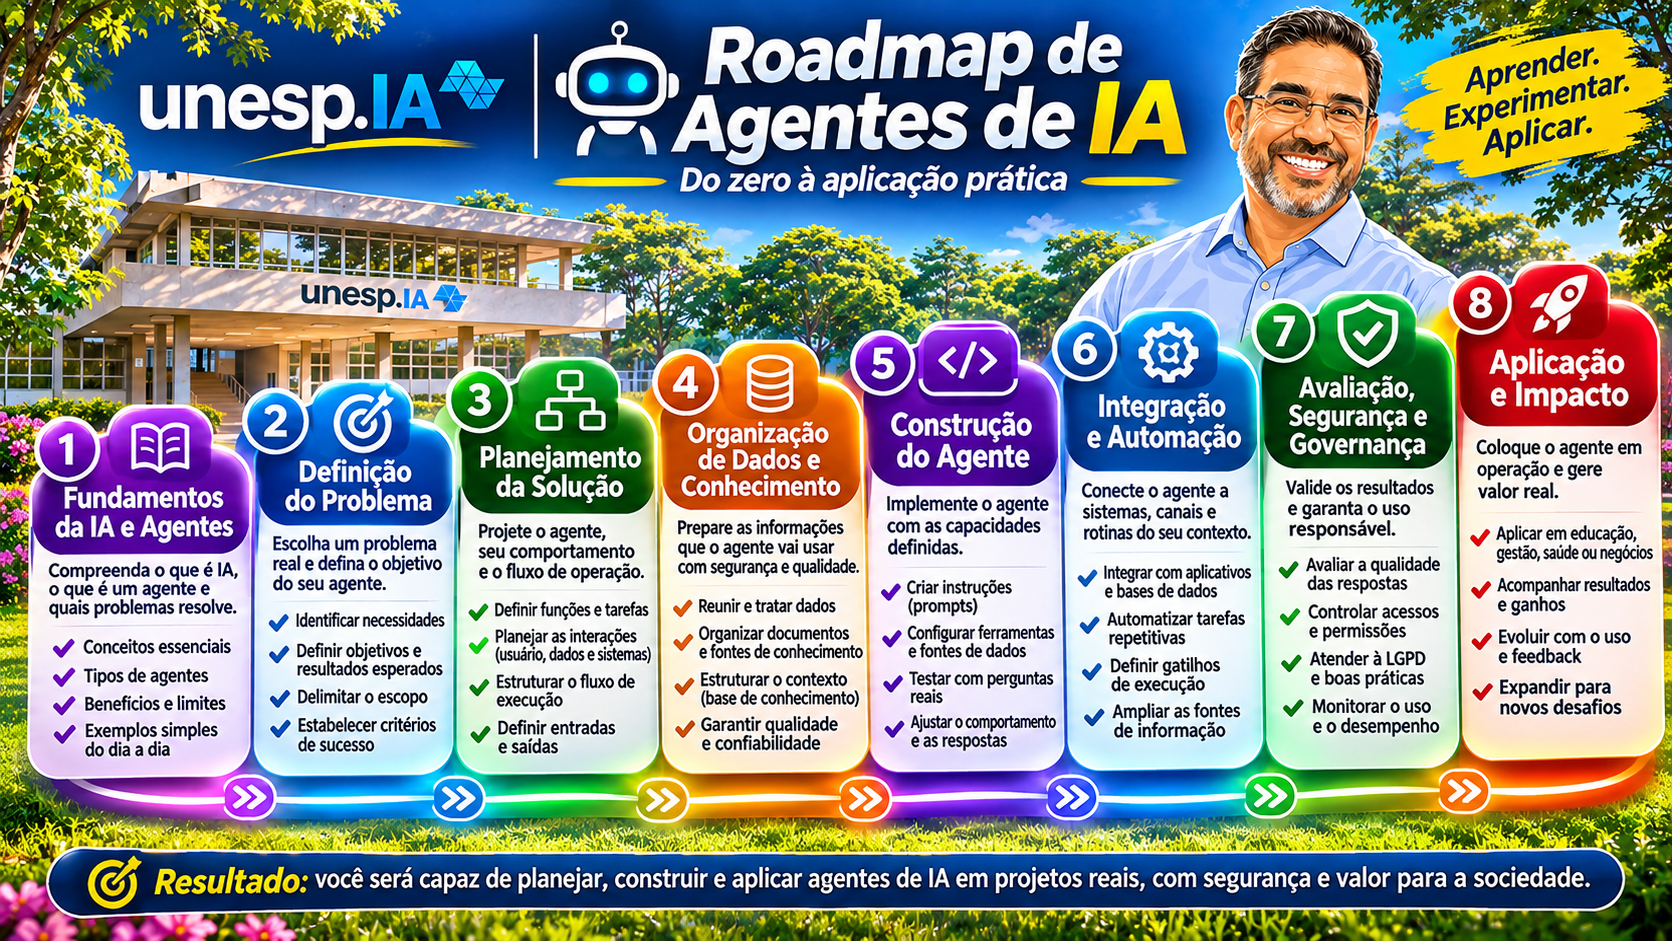 unesp.IA
Roadmap de
Agentes de IA
Do zero à aplicação prática
Aprender.
Experimentar.
Aplicar.
unesp.IA
1
Fundamentos
da IA e Agentes
Compreenda o que é IA,
o que é um agente e
quais problemas resolve.
Conceitos essenciais
Tipos de agentes
Benefícios e limites
Exemplos simples
do dia a dia
2
Definição
do Problema
Escolha um problema
real e defina o objetivo
do seu agente.
Identificar necessidades
Definir objetivos e
resultados esperados
Delimitar o escopo
Estabelecer critérios
de sucesso
3
Planejamento
da Solução
Projete o agente,
seu comportamento
e o fluxo de operação.
Definir funções e tarefas
Planejar as interações
(usuário, dados e sistemas)
Estruturar o fluxo de
execução
Definir entradas
e saídas
4
Organização
de Dados e
Conhecimento
Prepare as informações
que o agente vai usar
com segurança e qualidade.
Reunir e tratar dados
Organizar documentos
e fontes de conhecimento
Estruturar o contexto
(base de conhecimento)
Garantir qualidade
e confiabilidade
5
</>
Construção
do Agente
Implemente o agente
com as capacidades
definidas.
Criar instruções
(prompts)
Configurar ferramentas
e fontes de dados
Testar com perguntas
reais
Ajustar o comportamento
e as respostas
6
Integração
e Automação
Conecte o agente a
sistemas, canais e
rotinas do seu contexto.
Integrar com aplicativos
e bases de dados
Automatizar tarefas
repetitivas
Definir gatilhos
de execução
Ampliar as fontes
de informação
7
Avaliação,
Segurança e
Governança
Valide os resultados
e garanta o uso
responsável.
Avaliar a qualidade
das respostas
Controlar acessos
e permissões
Atender à LGPD
e boas práticas
Monitorar o uso
e o desempenho
8
Aplicação
e Impacto
Coloque o agente em
operação e gere
valor real.
Aplicar em educação,
gestão, saúde ou negócios
Acompanhar resultados
e ganhos
Evoluir com o uso
e feedback
Expandir para
novos desafios
Resultado: você será capaz de planejar, construir e aplicar agentes de IA em projetos reais, com segurança e valor para a sociedade.